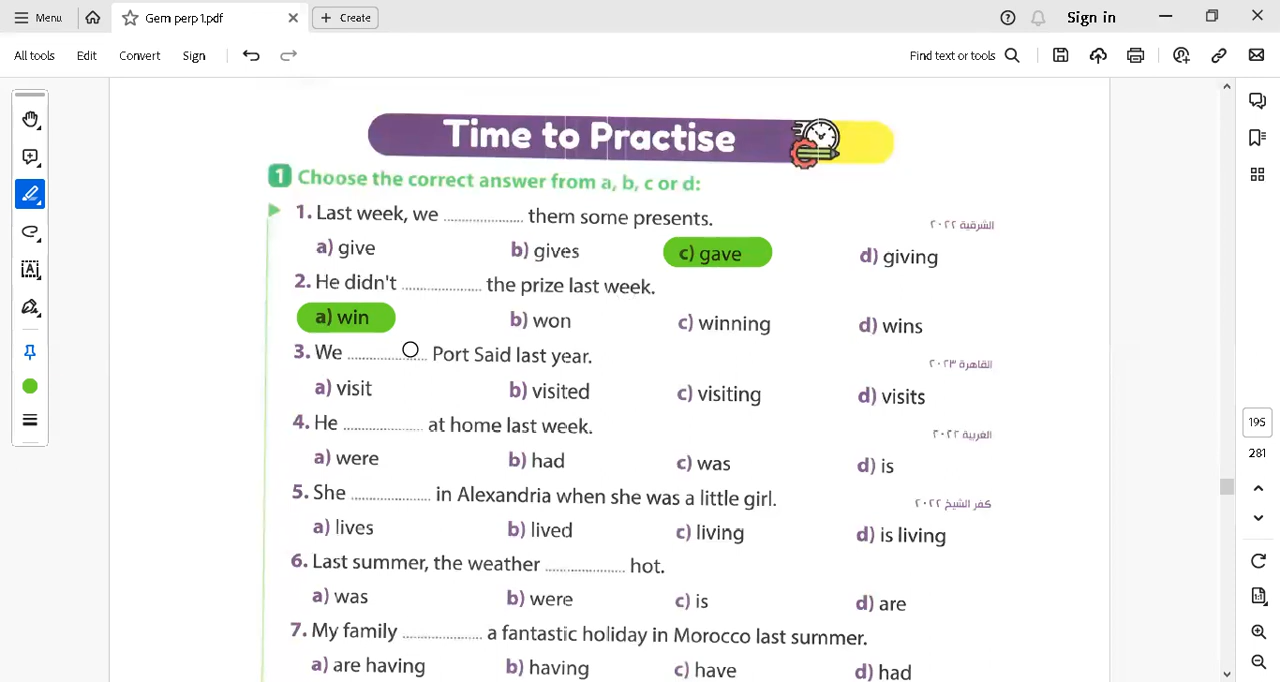 Menu
Gem perp 1.pdf
Create
Sign in
All tools
Edit
Convert
Sign
Find text or tools
Time to Practise
1 Choose the correct answer from a, b, c or d:
1. Last week, we .................... them some presents. الشرقية ٢٠٢٢
a) give b) gives c) gave d) giving
2. He didn't .................... the prize last week.
a) win b) won c) winning d) wins
3. We .................... Port Said last year. القاهرة ٢٠٢٣
a) visit b) visited c) visiting d) visits
4. He .................... at home last week. الغربية ٢٠٢٢
a) were b) had c) was d) is
5. She .................... in Alexandria when she was a little girl. كفر الشيخ ٢٠٢٢
a) lives b) lived c) living d) is living
6. Last summer, the weather .................... hot.
a) was b) were c) is d) are
7. My family .................... a fantastic holiday in Morocco last summer.
a) are having b) having c) have d) had
195
281
1:1